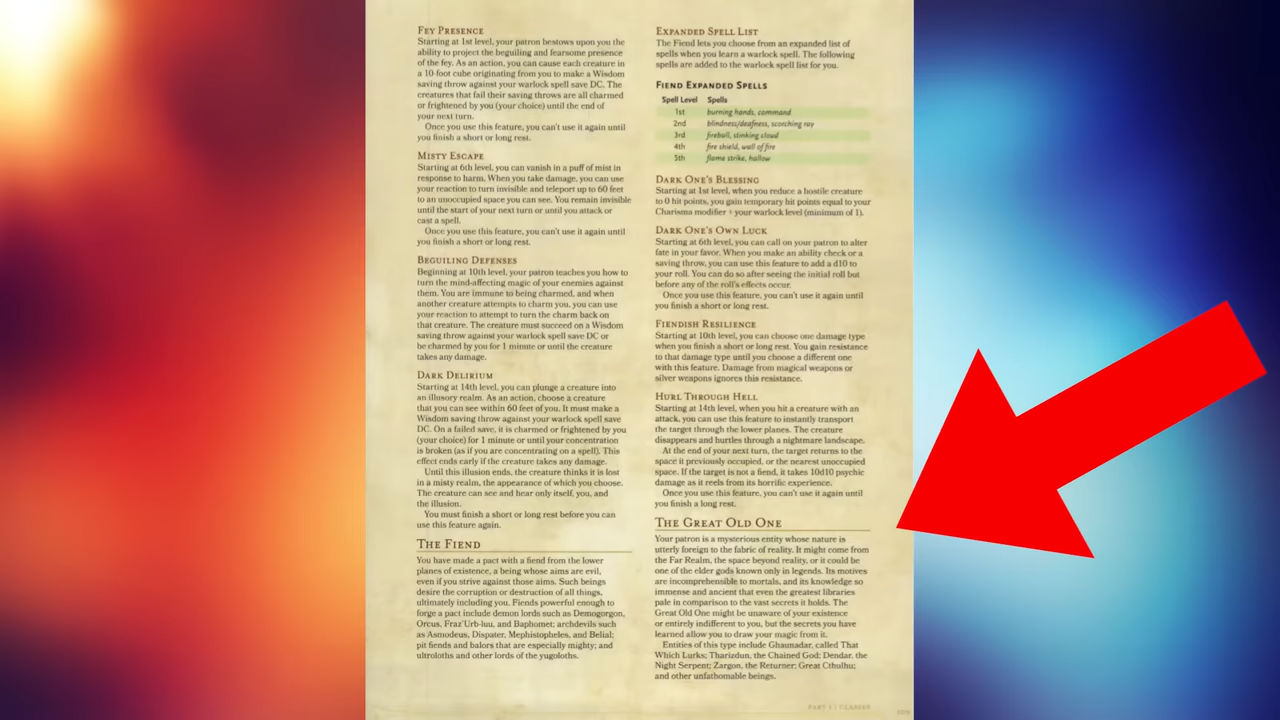 FEY PRESENCE
Starting at 1st level, your patron bestows upon you the
ability to project the beguiling and fearsome presence
of the fey. As an action, you can cause each creature in
a 10-foot cube originating from you to make a Wisdom
saving throw against your warlock spell save DC. The
creatures that fail their saving throws are all charmed
or frightened by you (your choice) until the end of
your next turn.
Once you use this feature, you can't use it again until
you finish a short or long rest.
MISTY ESCAPE
Starting at 6th level, you can vanish in a puff of mist in
response to harm. When you take damage, you can use
your reaction to turn invisible and teleport up to 60 feet
to an unoccupied space you can see. You remain invisible
until the start of your next turn or until you attack or
cast a spell.
Once you use this feature, you can't use it again until
you finish a short or long rest.
BEGUILING DEFENSES
Beginning at 10th level, your patron teaches you how to
turn the mind-affecting magic of your enemies against
them. You are immune to being charmed, and when
another creature attempts to charm you, you can use
your reaction to attempt to turn the charm back on
that creature. The creature must succeed on a Wisdom
saving throw against your warlock spell save DC or
be charmed by you for 1 minute or until the creature
takes any damage.
DARK DELIRIUM
Starting at 14th level, you can plunge a creature into
an illusory realm. As an action, choose a creature
that you can see within 60 feet of you. It must make a
Wisdom saving throw against your warlock spell save
DC. On a failed save, it is charmed or frightened by you
(your choice) for 1 minute or until your concentration
is broken (as if you are concentrating on a spell). This
effect ends early if the creature takes any damage.
Until this illusion ends, the creature thinks it is lost
in a misty realm, the appearance of which you choose.
The creature can see and hear only itself, you, and
the illusion.
You must finish a short or long rest before you can
use this feature again.
THE FIEND
You have made a pact with a fiend from the lower
planes of existence, a being whose aims are evil,
even if you strive against those aims. Such beings
desire the corruption or destruction of all things,
ultimately including you. Fiends powerful enough to
forge a pact include demon lords such as Demogorgon,
Orcus, Fraz'Urb-luu, and Baphomet; archdevils such
as Asmodeus, Dispater, Mephistopheles, and Belial;
pit fiends and balors that are especially mighty; and
ultroloths and other lords of the yugoloths.
EXPANDED SPELL LIST
The Fiend lets you choose from an expanded list of
spells when you learn a warlock spell. The following
spells are added to the warlock spell list for you.
FIEND EXPANDED SPELLS
Spell Level Spells
1st burning hands, command
2nd blindness/deafness, scorching ray
3rd fireball, stinking cloud
4th fire shield, wall of fire
5th flame strike, hallow
DARK ONE'S BLESSING
Starting at 1st level, when you reduce a hostile creature
to 0 hit points, you gain temporary hit points equal to your
Charisma modifier + your warlock level (minimum of 1).
DARK ONE'S OWN LUCK
Starting at 6th level, you can call on your patron to alter
fate in your favor. When you make an ability check or a
saving throw, you can use this feature to add a d10 to
your roll. You can do so after seeing the initial roll but
before any of the roll's effects occur.
Once you use this feature, you can't use it again until
you finish a short or long rest.
FIENDISH RESILIENCE
Starting at 10th level, you can choose one damage type
when you finish a short or long rest. You gain resistance
to that damage type until you choose a different one
with this feature. Damage from magical weapons or
silver weapons ignores this resistance.
HURL THROUGH HELL
Starting at 14th level, when you hit a creature with an
attack, you can use this feature to instantly transport
the target through the lower planes. The creature
disappears and hurtles through a nightmare landscape.
At the end of your next turn, the target returns to the
space it previously occupied, or the nearest unoccupied
space. If the target is not a fiend, it takes 10d10 psychic
damage as it reels from its horrific experience.
Once you use this feature, you can't use it again until
you finish a long rest.
THE GREAT OLD ONE
Your patron is a mysterious entity whose nature is
utterly foreign to the fabric of reality. It might come from
the Far Realm, the space beyond reality, or it could be
one of the elder gods known only in legends. Its motives
are incomprehensible to mortals, and its knowledge so
immense and ancient that even the greatest libraries
pale in comparison to the vast secrets it holds. The
Great Old One might be unaware of your existence
or entirely indifferent to you, but the secrets you have
learned allow you to draw your magic from it.
Entities of this type include Ghaunadar, called That
Which Lurks; Tharizdun, the Chained God; Dendar, the
Night Serpent; Zargon, the Returner; Great Cthulhu;
and other unfathomable beings.
PART 1 | CLASSES
109